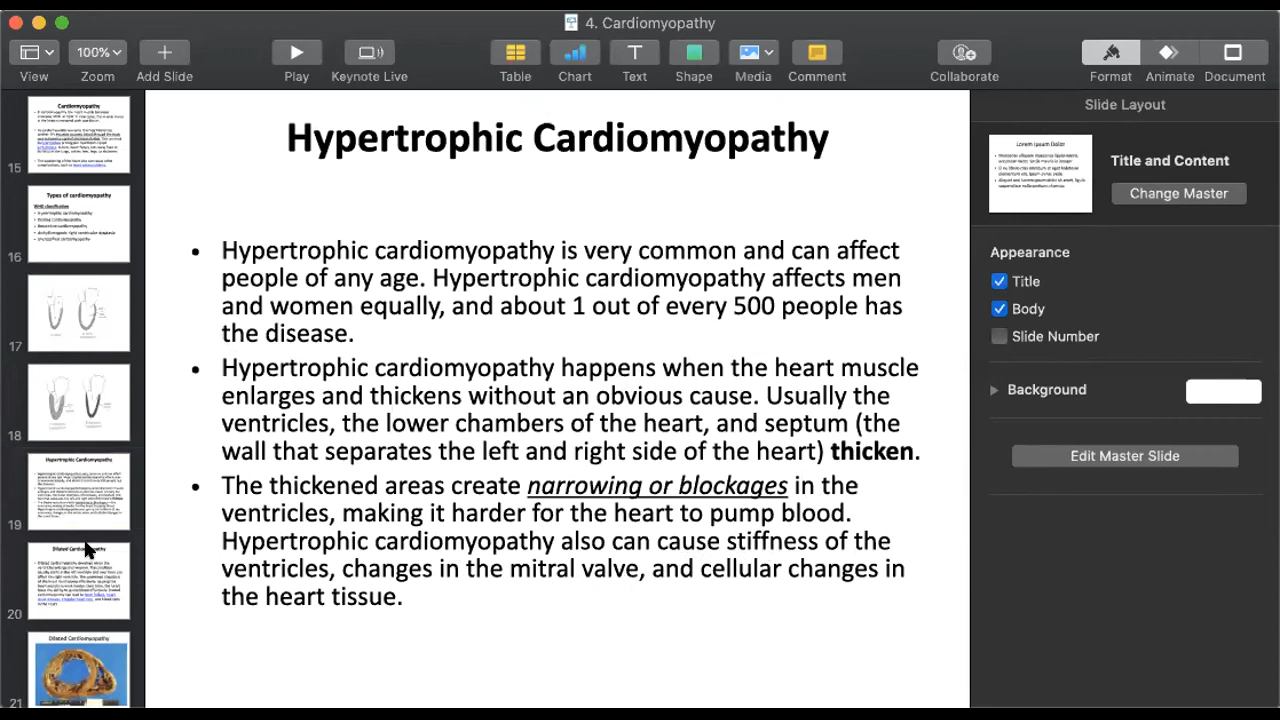 4. Cardiomyopathy
100%
View Zoom Add Slide Play Keynote Live Table Chart Text Shape Media Comment Collaborate Format Animate Document
Cardiomyopathy
15
Types of cardiomyopathy
16
17
18
Hypertrophic Cardiomyopathy
19
Dilated
20
Dilated Cardiomyopathy
21
Hypertrophic Cardiomyopathy
• Hypertrophic cardiomyopathy is very common and can affect
people of any age. Hypertrophic cardiomyopathy affects men
and women equally, and about 1 out of every 500 people has
the disease.
• Hypertrophic cardiomyopathy happens when the heart muscle
enlarges and thickens without an obvious cause. Usually the
ventricles, the lower chambers of the heart, and septum (the
wall that separates the left and right side of the heart) thicken.
• The thickened areas create narrowing or blockages in the
ventricles, making it harder for the heart to pump blood.
Hypertrophic cardiomyopathy also can cause stiffness of the
ventricles, changes in the mitral valve, and cellular changes in
the heart tissue.
Slide Layout
Lorem Ipsum Dolor
Title and Content
Change Master
Appearance
Title
Body
Slide Number
Background
Edit Master Slide